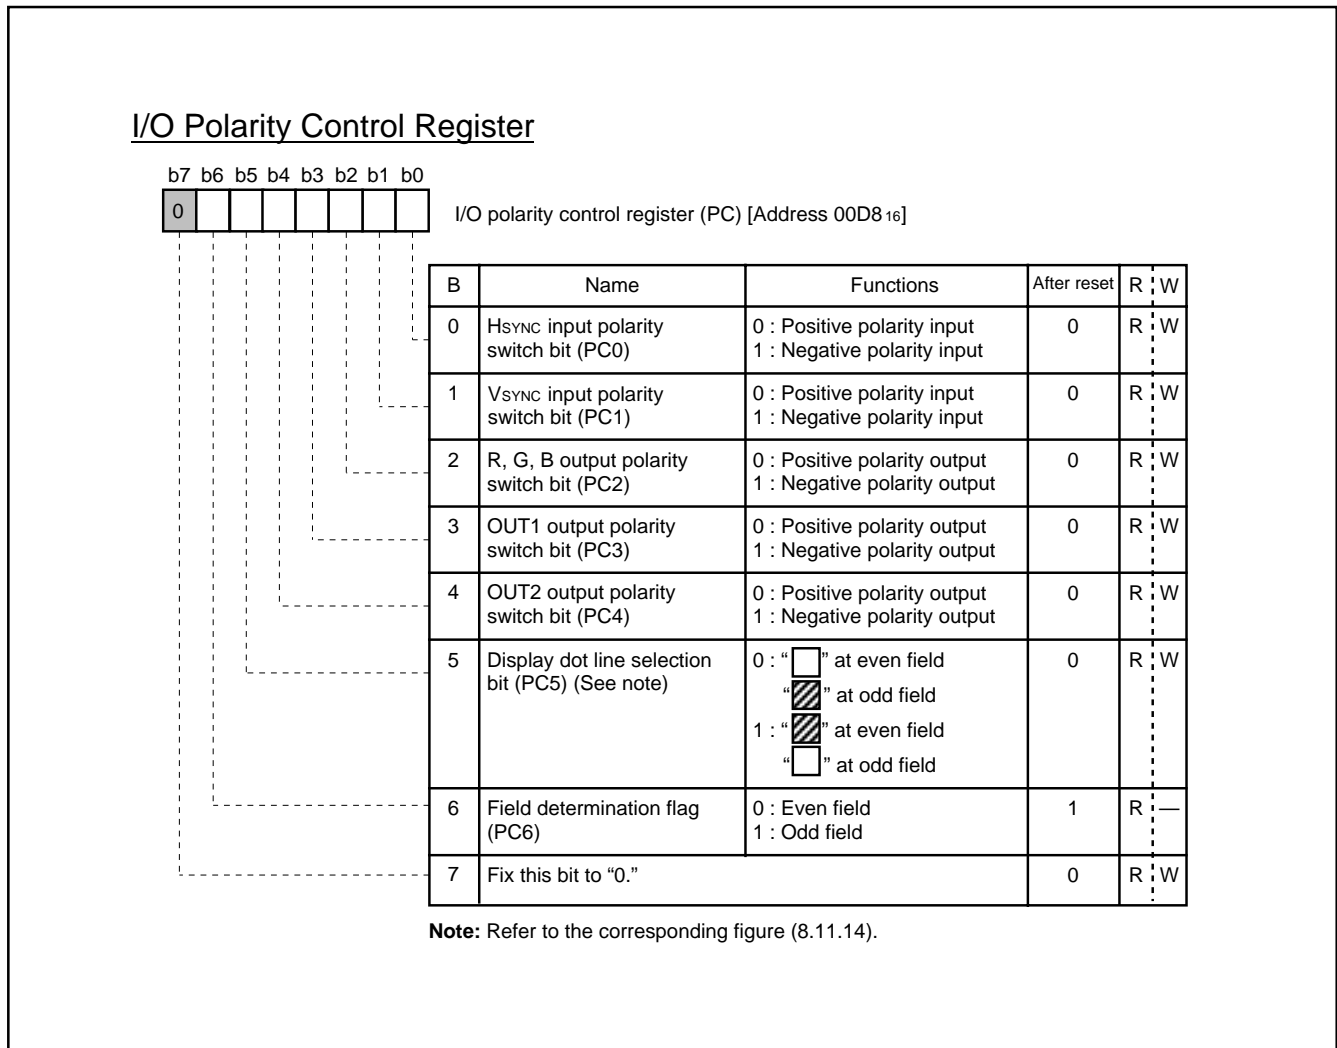 I/O Polarity Control Register
b7 b6 b5 b4 b3 b2 b1 b0
0
I/O polarity control register (PC) [Address 00D8 16]
B Name Functions After reset R W
0 HSYNC input polarity switch bit (PC0) 0 : Positive polarity input 0 R W
1 : Negative polarity input
1 VSYNC input polarity switch bit (PC1) 0 : Positive polarity input 0 R W
1 : Negative polarity input
2 R, G, B output polarity switch bit (PC2) 0 : Positive polarity output 0 R W
1 : Negative polarity output
3 OUT1 output polarity switch bit (PC3) 0 : Positive polarity output 0 R W
1 : Negative polarity output
4 OUT2 output polarity switch bit (PC4) 0 : Positive polarity output 0 R W
1 : Negative polarity output
5 Display dot line selection bit (PC5) (See note) 0 : “ ” at even field 0 R W
“ ” at odd field
1 : “ ” at even field
“ ” at odd field
6 Field determination flag (PC6) 0 : Even field 1 R —
1 : Odd field
7 Fix this bit to “0.” 0 R W
Note: Refer to the corresponding figure (8.11.14).